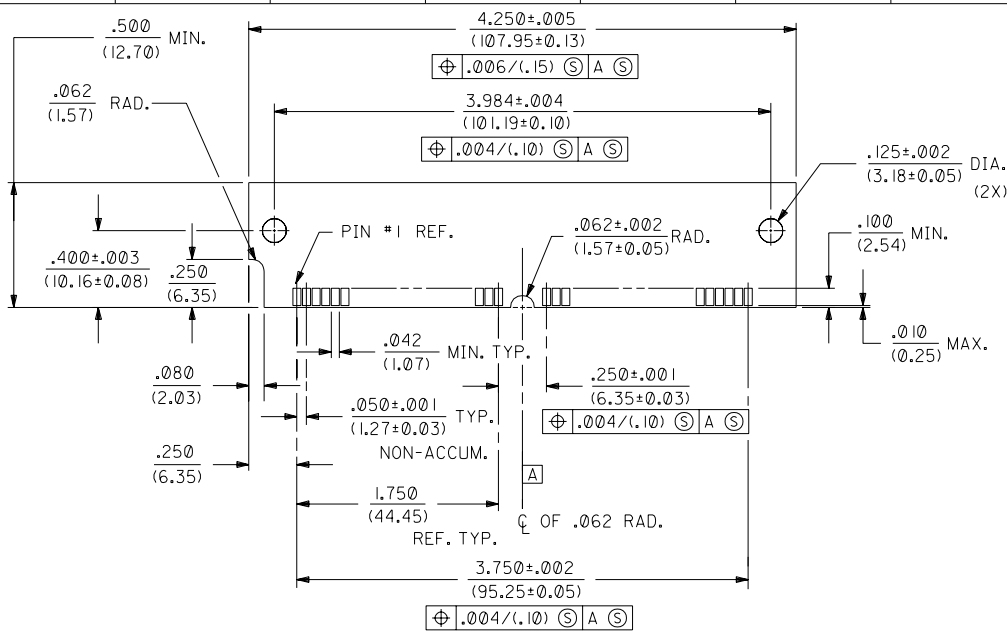 .500
(12.70) MIN.
4.250±.005
(107.95±0.13)
⌖ .006/(.15) Ⓢ A Ⓢ
.062
(1.57) RAD.
3.984±.004
(101.19±0.10)
⌖ .004/(.10) Ⓢ A Ⓢ
.125±.002
(3.18±0.05) DIA.
(2X)
PIN #1 REF.
.062±.002
(1.57±0.05) RAD.
.100
(2.54) MIN.
.400±.003
(10.16±0.08)
.250
(6.35)
.010
(0.25) MAX.
.042
(1.07) MIN. TYP.
.080
(2.03)
.250±.001
(6.35±0.03)
⌖ .004/(.10) Ⓢ A Ⓢ
.050±.001
(1.27±0.03) TYP.
NON-ACCUM.
.250
(6.35)
A
1.750
(44.45)
REF. TYP.
℄ OF .062 RAD.
3.750±.002
(95.25±0.05)
⌖ .004/(.10) Ⓢ A Ⓢ